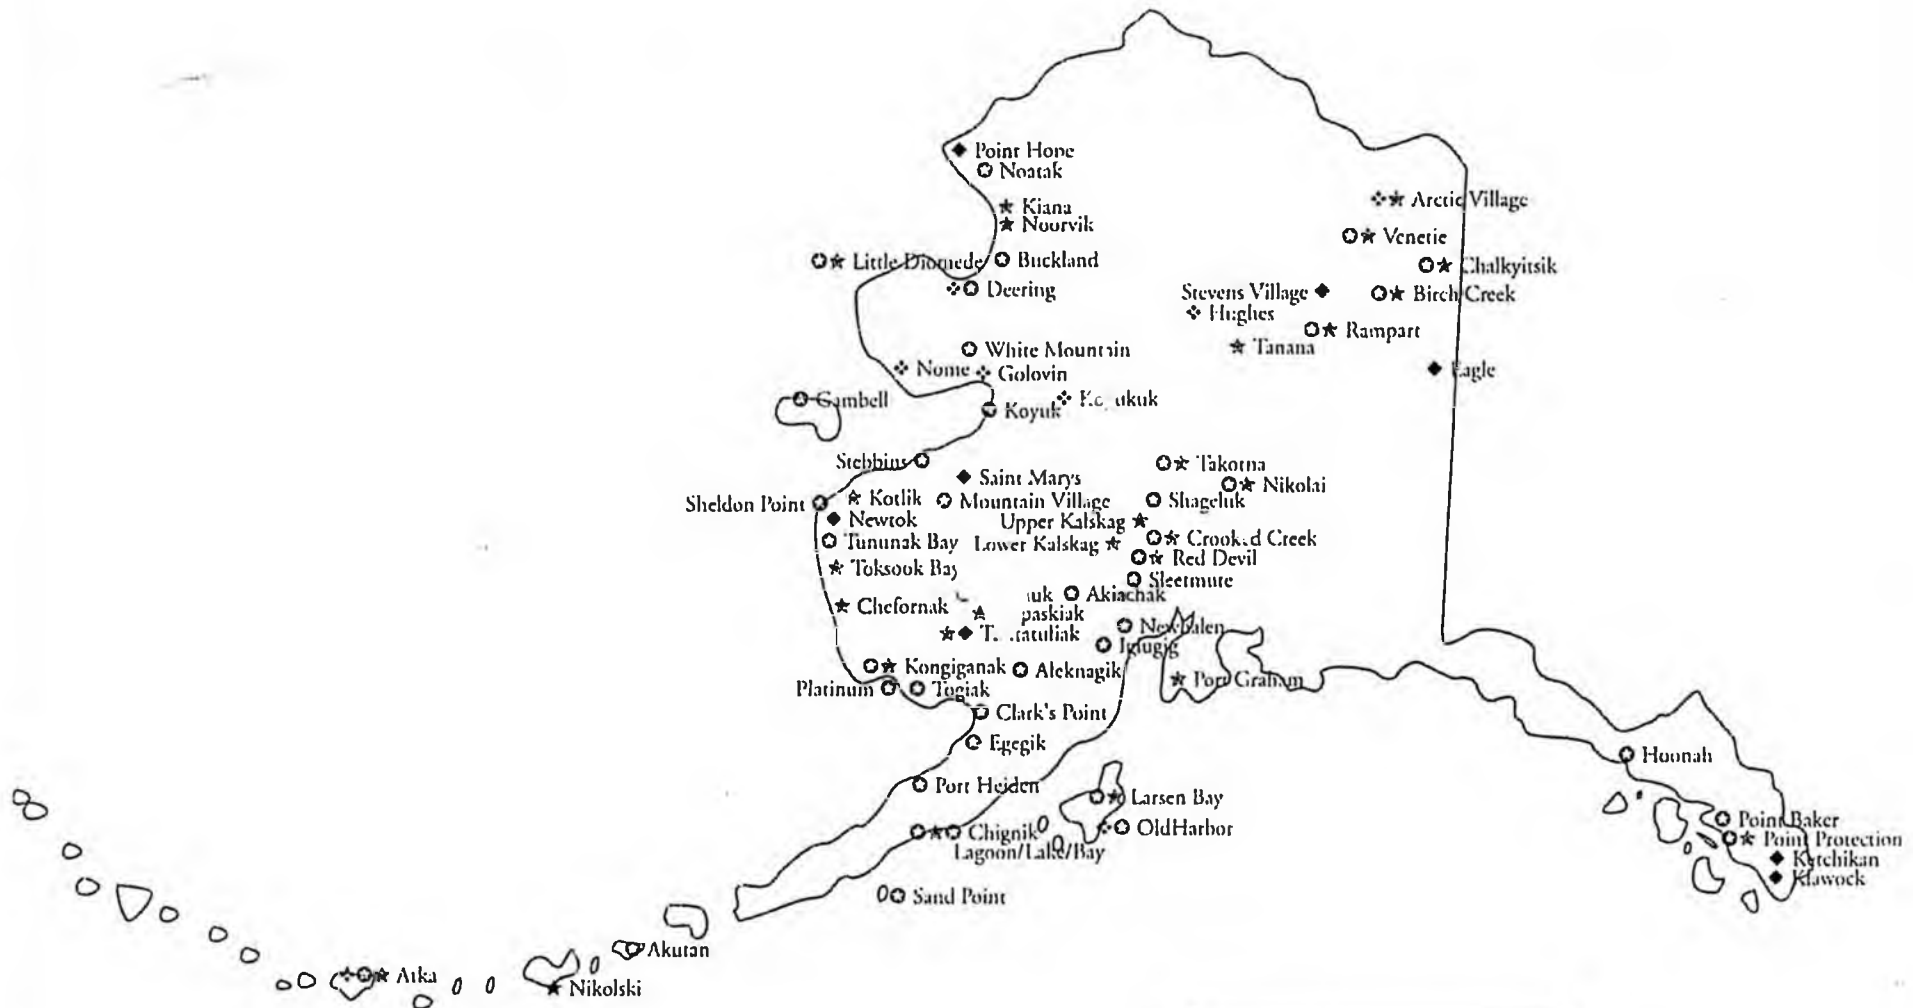 Point Hope
Noatak
Kiana
Noorvik
Arctic Village
Venetie
Little Diomede
Buckland
Chalkyitsik
Deering
Stevens Village
Birch Creek
Hughes
Rampart
Tanana
White Mountain
Nome
Golovin
Eagle
Gambell
Koyuk
Stebbins
Takotna
Saint Marys
Nikolai
Sheldon Point
Kotlik
Mountain Village
Shageluk
Newtok
Upper Kalskag
Tununak Bay
Lower Kalskag
Crooked Creek
Red Devil
Toksook Bay
Sleetmute
Akiachak
Chefornak
Newhalen
Igiugig
Kongiganak
Aleknagik
Port Graham
Platinum
Togiak
Clark's Point
Egegik
Hoonah
Port Heiden
Larsen Bay
OldHarbor
Chignik
Lagoon/Lake/Bay
Point Baker
Point Protection
Ketchikan
Klawock
Sand Point
Akutan
Atka
Nikolski